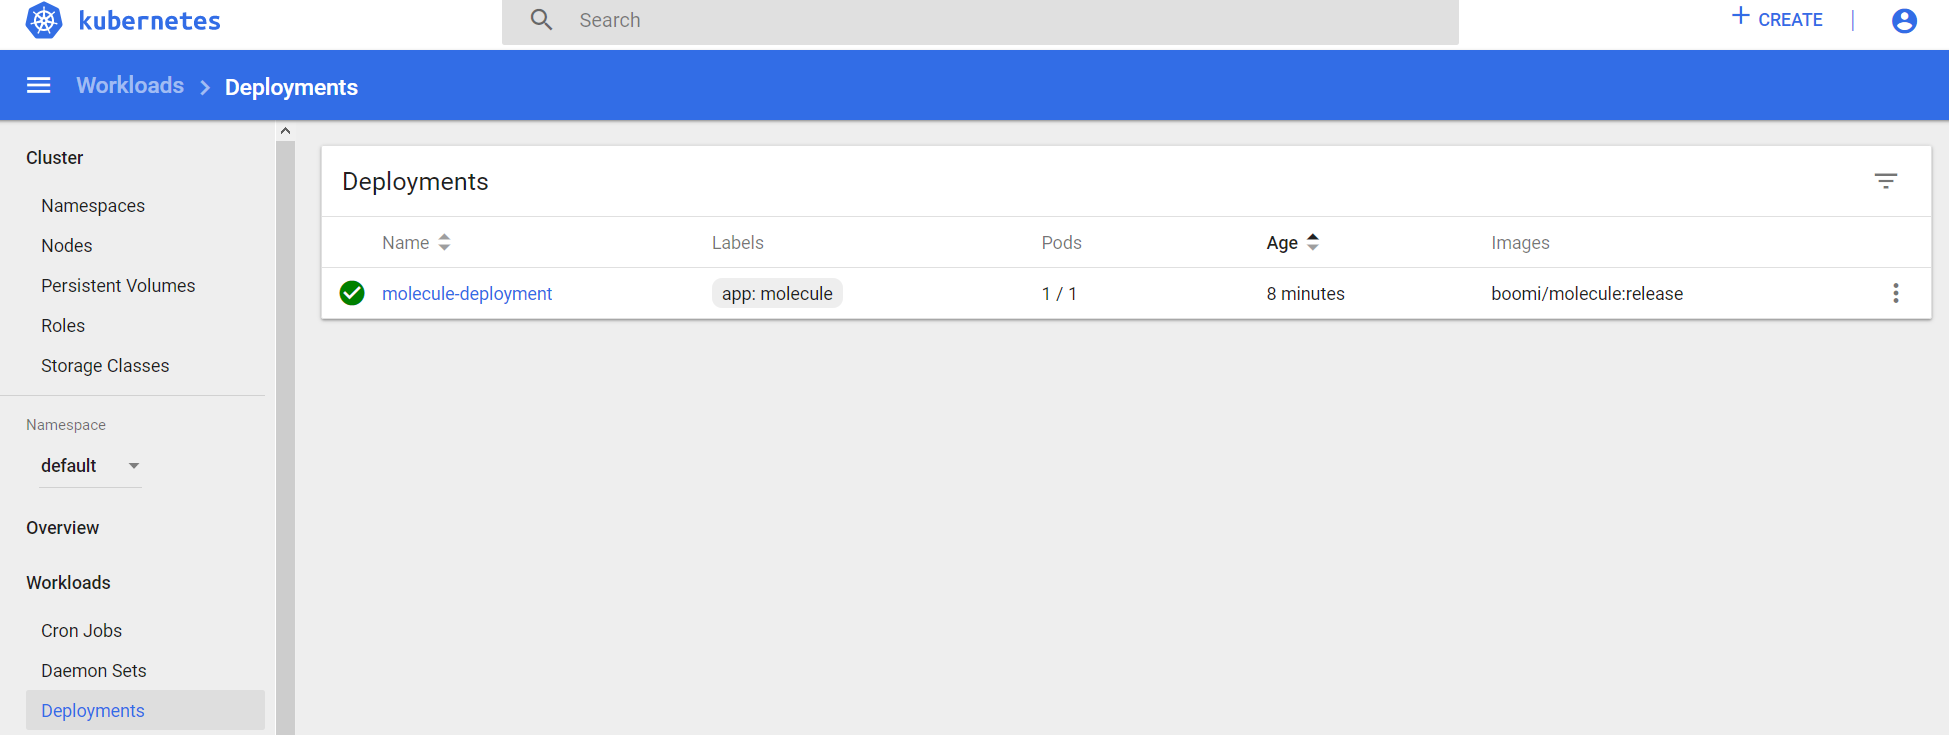 kubernetes
Search
+ CREATE |
Workloads > Deployments
Cluster
Namespaces
Nodes
Persistent Volumes
Roles
Storage Classes
Namespace
default
Overview
Workloads
Cron Jobs
Daemon Sets
Deployments
Deployments
Name Labels Pods Age Images
molecule-deployment app: molecule 1 / 1 8 minutes boomi/molecule:release